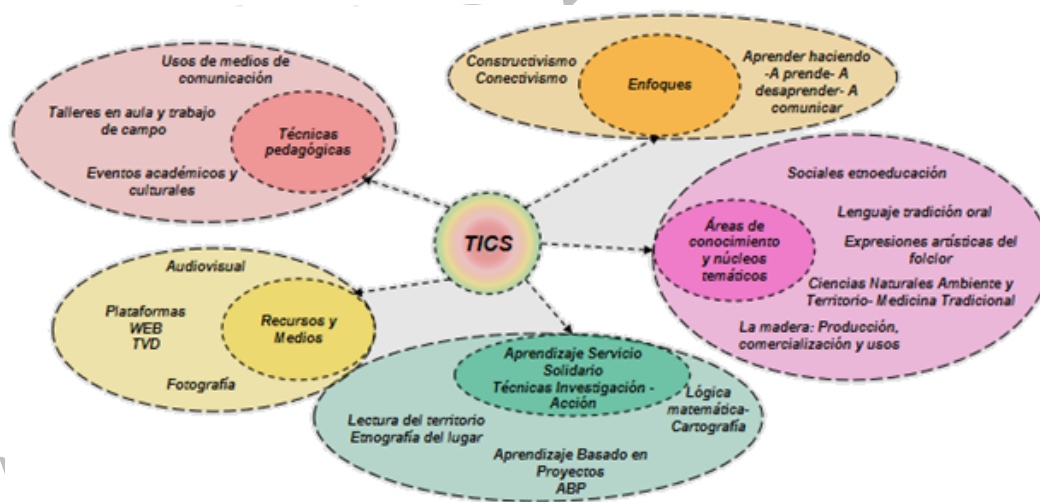 Usos de medios de
comunicación
Talleres en aula y trabajo
de campo
Eventos académicos y
culturales
Técnicas
pedagógicas
Constructivismo
Conectivismo
Enfoques
Aprender haciendo
-A prende- A
desaprender- A
comunicar
TICS
Sociales etnoeducación
Lenguaje tradición oral
Áreas de
conocimiento
y núcleos
temáticos
Expresiones artísticas del
folclor
Ciencias Naturales Ambiente y
Territorio- Medicina Tradicional
La madera: Producción,
comercialización y usos
Audiovisual
Plataformas
WEB
TVD
Recursos y
Medios
Fotografía
Aprendizaje Servicio
Solidario
Técnicas Investigación -
Acción
Lógica
matemática-
Cartografía
Lectura del territorio
Etnografía del lugar
Aprendizaje Basado en
Proyectos
ABP